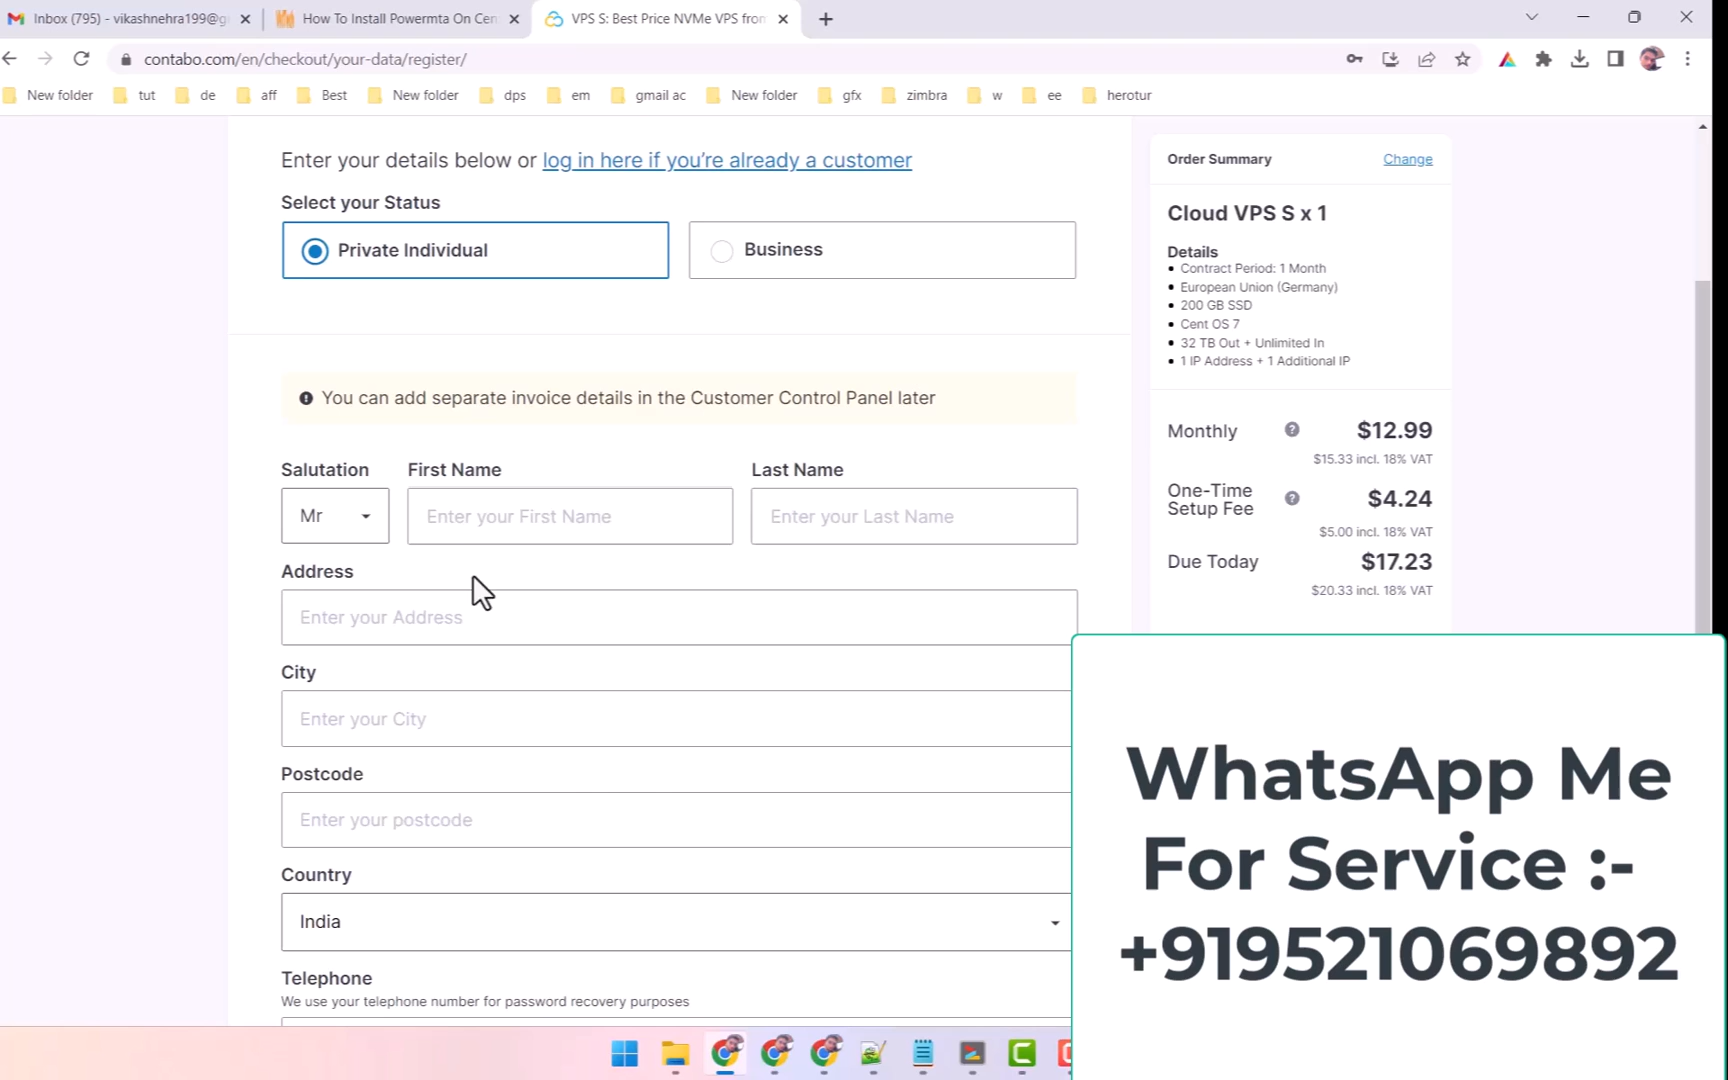 Inbox (795) - vikashnehra199@g
How To Install Powermta On Cen
VPS S: Best Price NVMe VPS from
contabo.com/en/checkout/your-data/register/
New folder
tut
de
aff
Best
New folder
dps
em
gmail ac
New folder
gfx
zimbra
w
ee
herotur
Enter your details below or log in here if you're already a customer
Select your Status
Private Individual
Business
You can add separate invoice details in the Customer Control Panel later
Salutation
First Name
Last Name
Mr
Enter your First Name
Enter your Last Name
Address
Enter your Address
City
Enter your City
Postcode
Enter your postcode
Country
India
Telephone
We use your telephone number for password recovery purposes
Order Summary
Change
Cloud VPS S x 1
Details
Contract Period: 1 Month
European Union (Germany)
200 GB SSD
Cent OS 7
32 TB Out + Unlimited In
1 IP Address + 1 Additional IP
Monthly
$12.99
$15.33 incl. 18% VAT
One-Time
Setup Fee
$4.24
$5.00 incl. 18% VAT
Due Today
$17.23
$20.33 incl. 18% VAT
WhatsApp Me
For Service :-
+919521069892